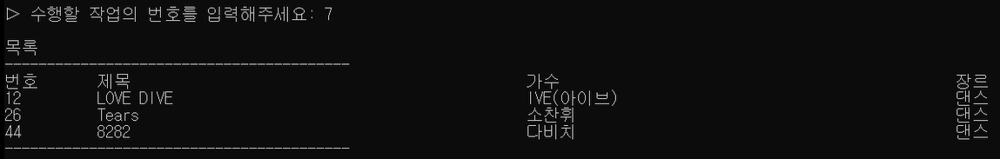 ▷ 수행할 작업의 번호를 입력해주세요: 7
목록
-----------------------------------------
번호 제목 가수 장르
12 LOVE DIVE IVE(아이브) 댄스
26 Tears 소찬휘 댄스
44 8282 다비치 댄스
-----------------------------------------